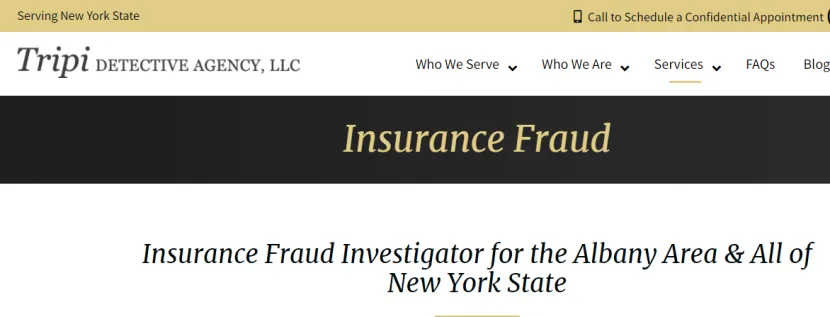 Serving New York State
Call to Schedule a Confidential Appointment
Tripi DETECTIVE AGENCY, LLC
Who We Serve
Who We Are
Services
FAQs
Blog
Insurance Fraud
Insurance Fraud Investigator for the Albany Area & All of
New York State